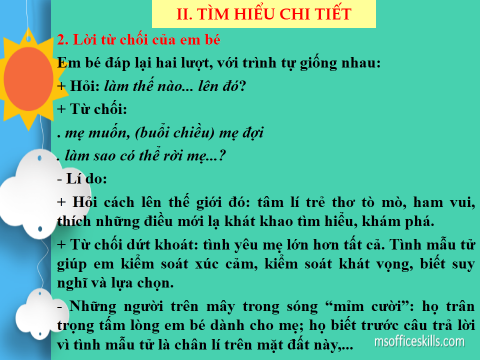 II. TÌM HIỂU CHI TIẾT
2. Lời từ chối của em bé
Em bé đáp lại hai lượt, với trình tự giống nhau:
+ Hỏi: làm thế nào... lên đó?
+ Từ chối:
. mẹ muốn, (buổi chiều) mẹ đợi
. làm sao có thể rời mẹ...?
- Lí do:
+ Hỏi cách lên thế giới đó: tâm lí trẻ thơ tò mò, ham vui,
thích những điều mới lạ khát khao tìm hiểu, khám phá.
+ Từ chối dứt khoát: tình yêu mẹ lớn hơn tất cả. Tình mẫu tử
giúp em kiểm soát xúc cảm, kiểm soát khát vọng, biết suy
nghĩ và lựa chọn.
- Những người trên mây trong sóng “mỉm cười”: họ trân
trọng tấm lòng em bé dành cho mẹ; họ biết trước câu trả lời
vì tình mẫu tử là chân lí trên mặt đất này,...
msofficeskills.com